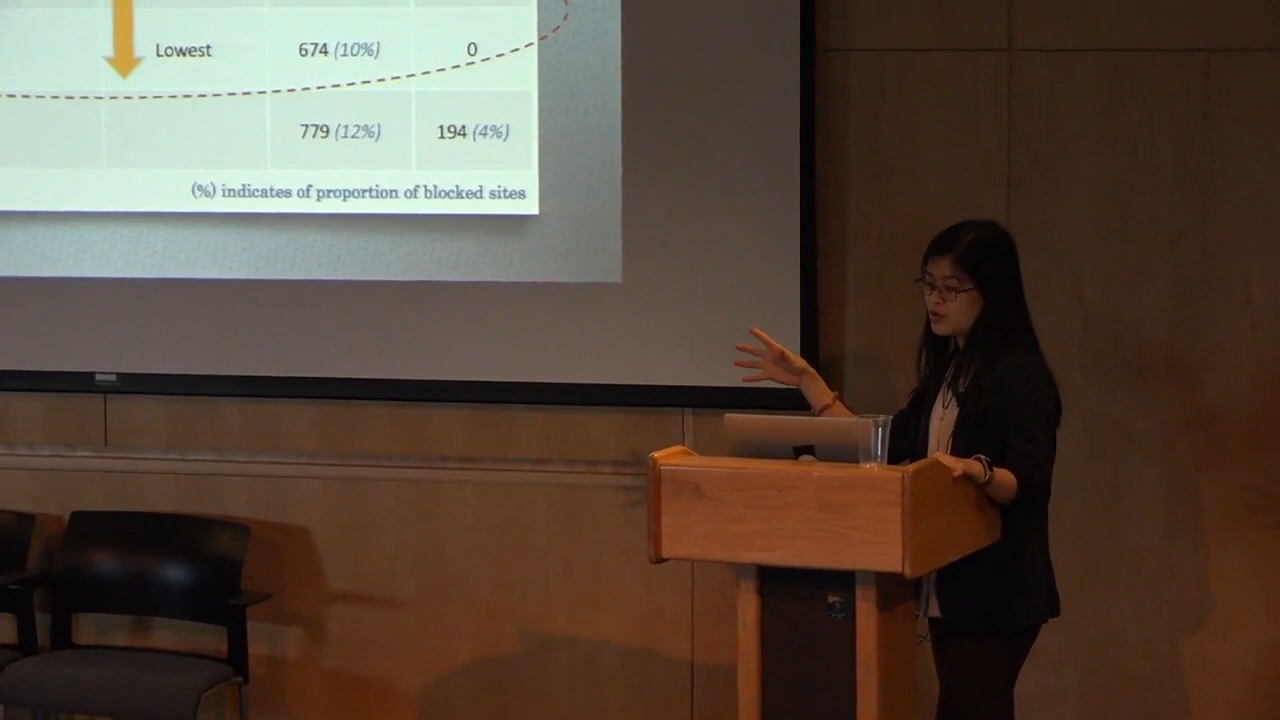 Lowest 674 (10%) 0
779 (12%) 194 (4%)
(%) indicates of proportion of blocked sites